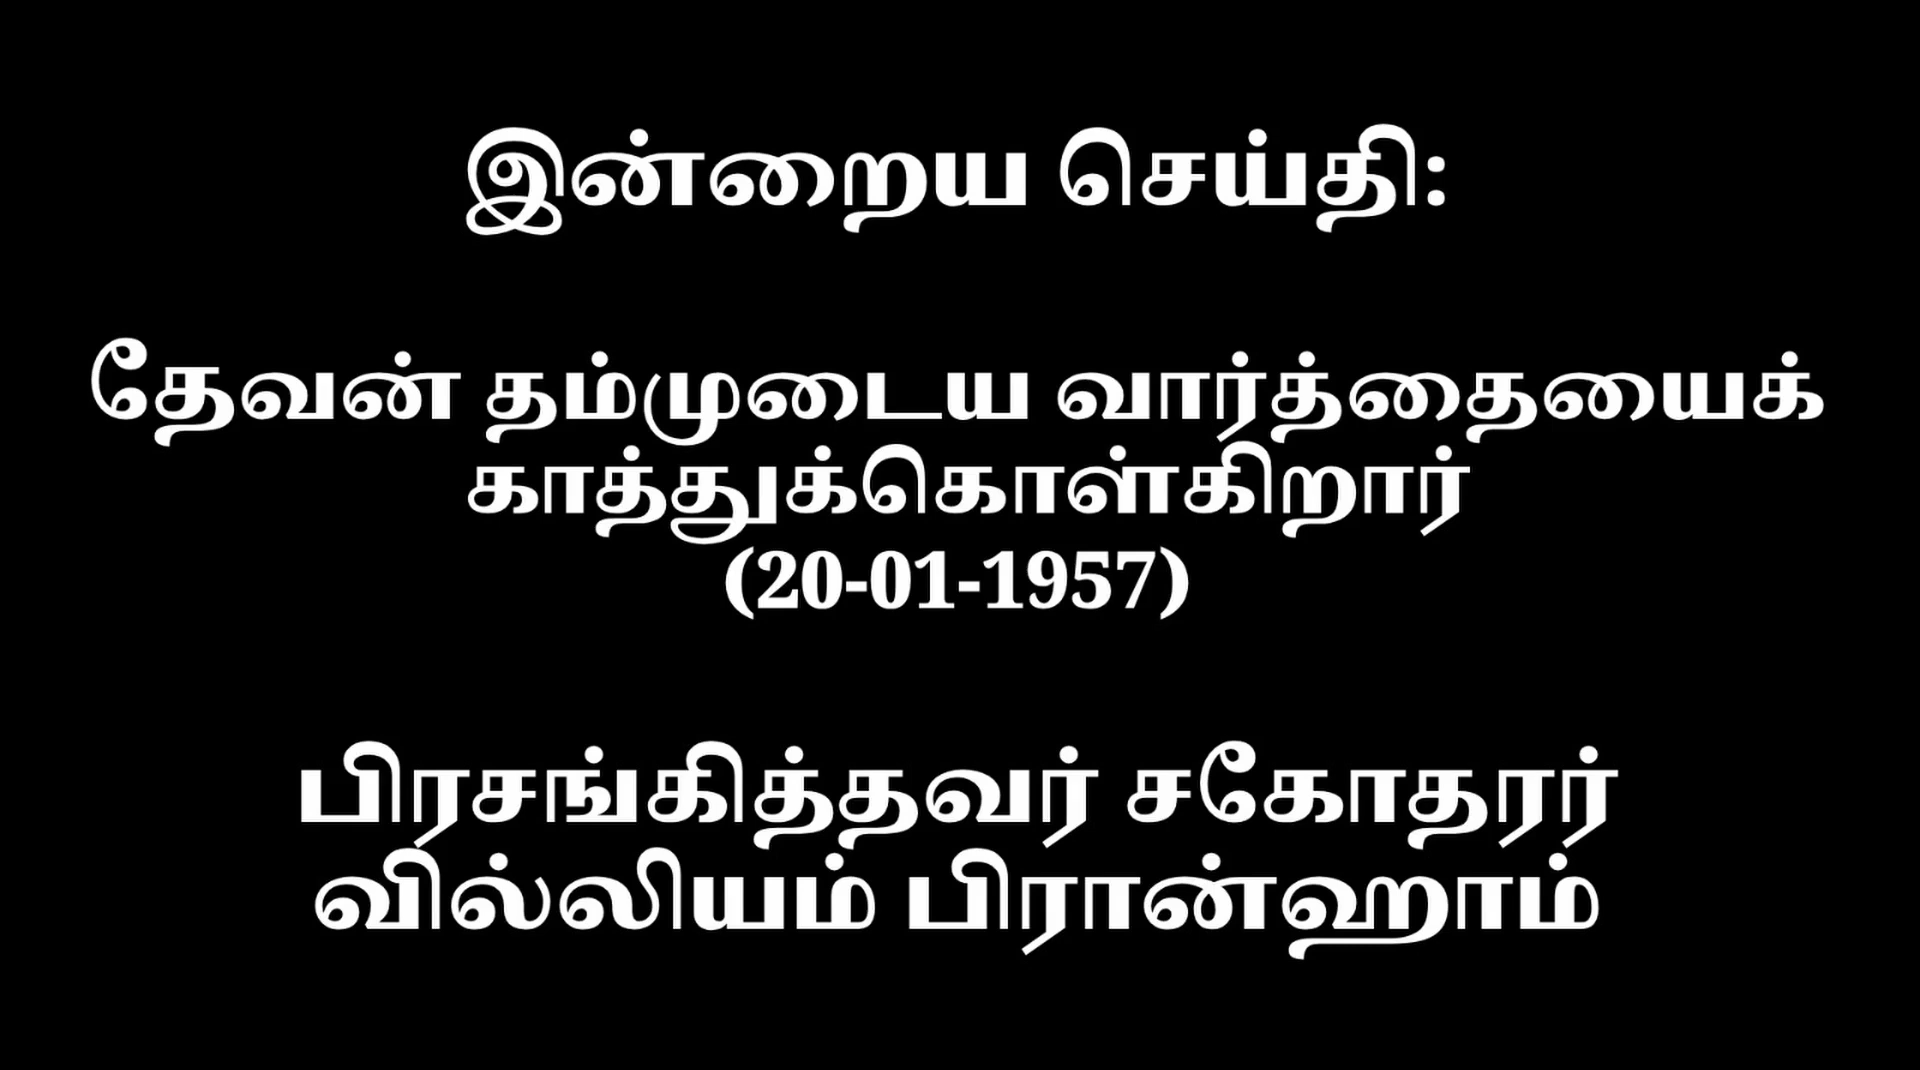 இன்றைய செய்தி:
தேவன் தம்முடைய வார்த்தையைக்
காத்துக்கொள்கிறார்
(20-01-1957)
பிரசங்கித்தவர் சகோதரர்
வில்லியம் பிரான்ஹாம்